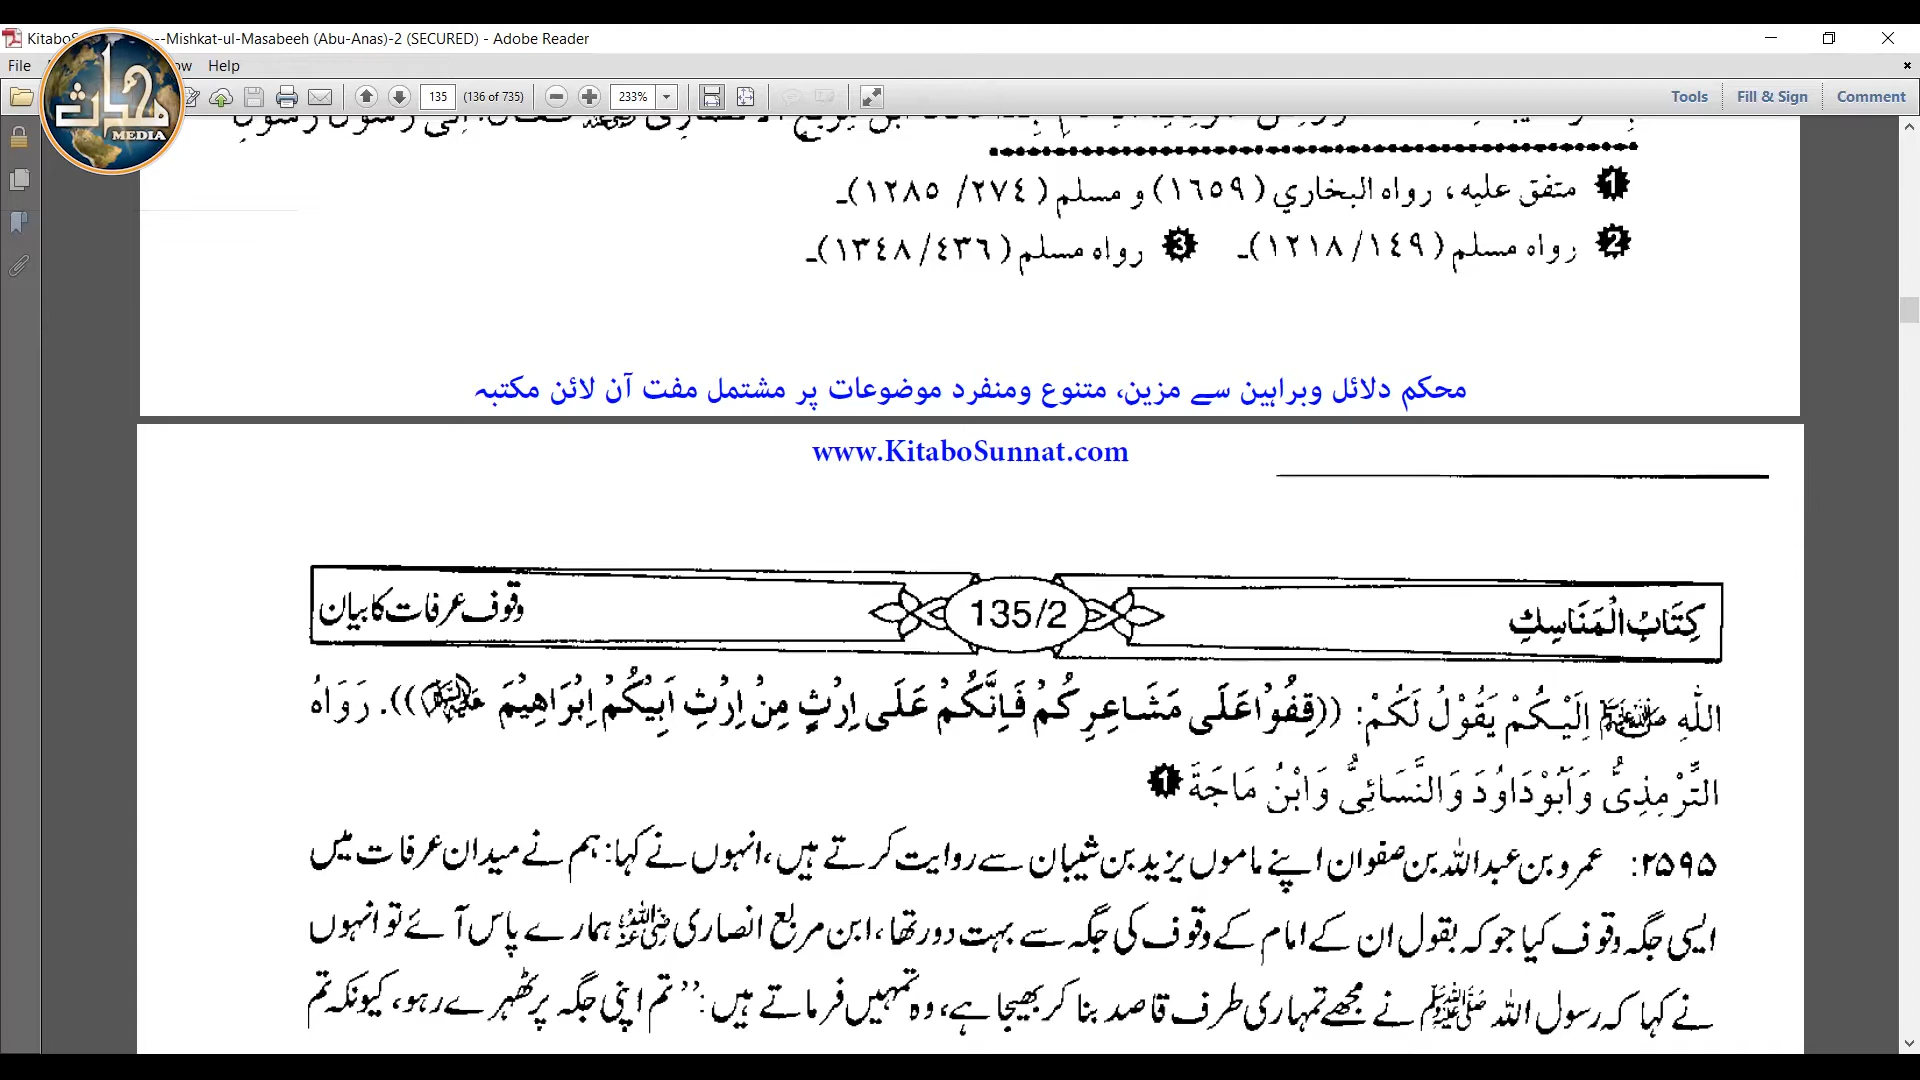 KitaboS ---Mishkat-ul-Masabeeh (Abu-Anas)-2 (SECURED) - Adobe Reader
File ow Help
135 (136 of 735) 233% Tools Fill & Sign Comment
محدث
MEDIA
إِنِّى رَسُوْلُ رَسُوْلِ
❶ متفق عليه، رواه البخاري (١٦٥٩) و مسلم (٢٧٤/ ١٢٨٥)ـ
❷ رواه مسلم (١٤٩/ ١٢١٨)ـ ❸ رواه مسلم (٤٣٦/ ١٣٤٨)ـ
محکم دلائل وبراہین سے مزین، متنوع ومنفرد موضوعات پر مشتمل مفت آن لائن مکتبہ
www.KitaboSunnat.com
كِتَابُ الْمَنَاسِكِ 135/2 وقوف عرفات کا بیان
اللّٰهِ ﷺ اِلَيْكُمْ يَقُوْلُ لَكُمْ: ((قِفُوْا عَلَى مَشَاعِرِكُمْ فَاِنَّكُمْ عَلَى اِرْثٍ مِنْ اِرْثِ اَبِيْكُمْ اِبْرَاهِيْمَ عَلَيْهِ السَّلَام)). رَوَاهُ
التِّرْمِذِىُّ وَاَبُوْدَاوُدَ وَالنَّسَائِىُّ وَابْنُ مَاجَةَ ❶
۲۵۹۵: عمرو بن عبداللہ بن صفوان اپنے ماموں یزید بن شیبان سے روایت کرتے ہیں، انہوں نے کہا: ہم نے میدان عرفات میں
ایسی جگہ وقوف کیا جو کہ بقول ان کے امام کے وقوف کی جگہ سے بہت دور تھا، ابن مربع انصاری رضی اللہ عنہ ہمارے پاس آئے تو انہوں
نے کہا کہ رسول اللہ ﷺ نے مجھے تمہاری طرف قاصد بنا کر بھیجا ہے، وہ تمہیں فرماتے ہیں: ’’تم اپنی جگہ پر ٹھہرے رہو، کیونکہ تم